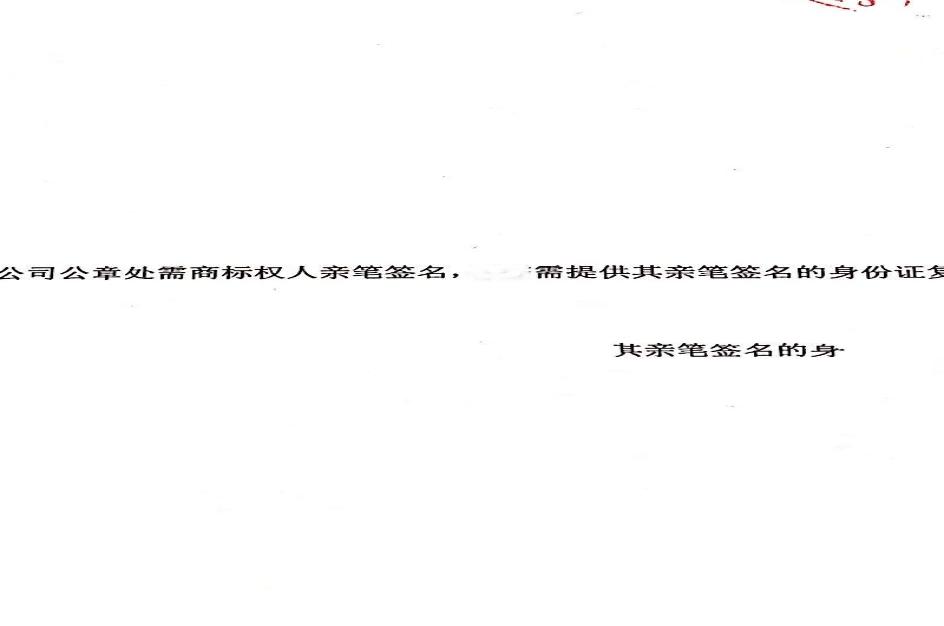 公司公章处需商标权人亲笔签名， 需提供其亲笔签名的身份证复
其亲笔签名的身